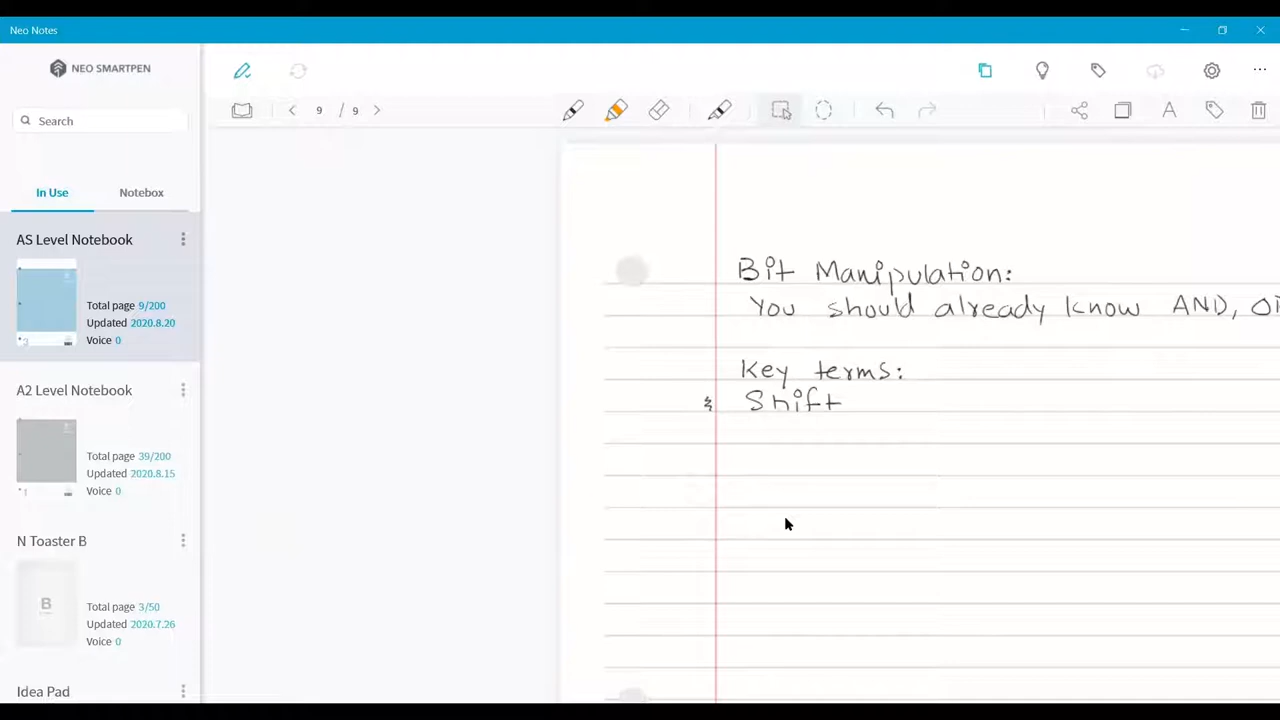 Neo Notes
NEO SMARTPEN
Search
In Use Notebox
AS Level Notebook
Total page 9/200
Updated 2020.8.20
Voice 0
A2 Level Notebook
Total page 39/200
Updated 2020.8.15
Voice 0
N Toaster B
B
Total page 3/50
Updated 2020.7.26
Voice 0
Idea Pad
9 / 9
A
Bit Manipulation:
You should already know AND,
Key terms:
Shift